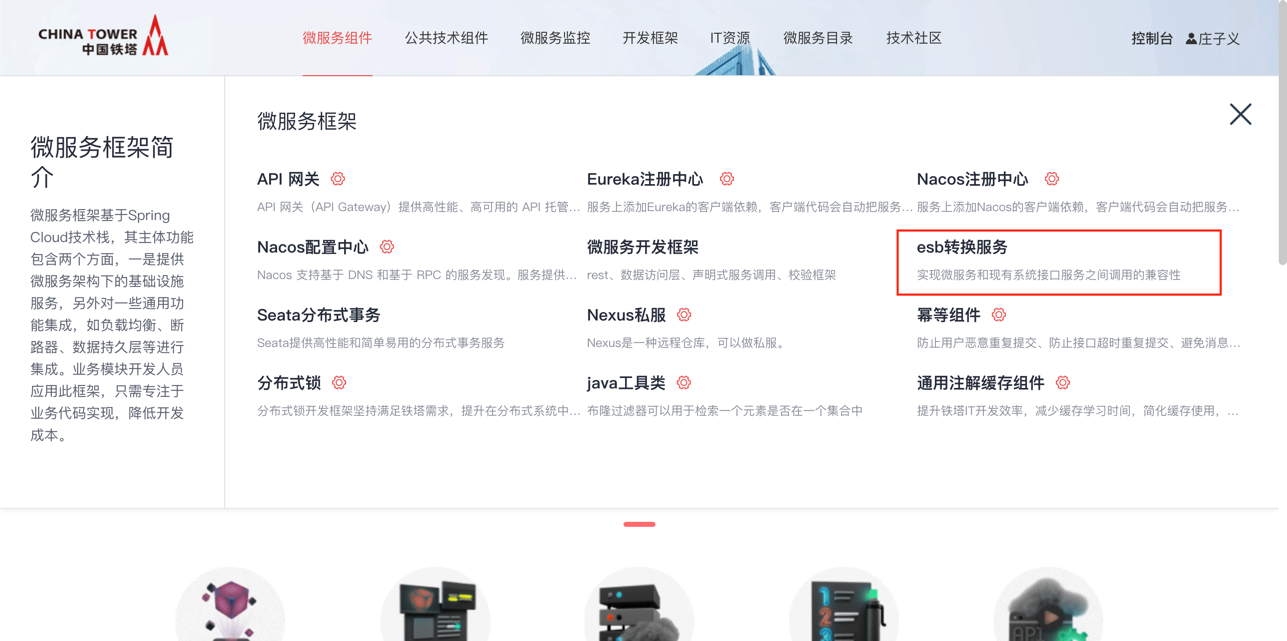 CHINA TOWER
中国铁塔
微服务组件
公共技术组件
微服务监控
开发框架
IT资源
微服务目录
技术社区
控制台
庄子义
微服务框架简
介
微服务框架基于Spring
Cloud技术栈，其主体功能
包含两个方面，一是提供
微服务架构下的基础设施
服务，另外对一些通用功
能集成，如负载均衡、断
路器、数据持久层等进行
集成。业务模块开发人员
应用此框架，只需专注于
业务代码实现，降低开发
成本。
微服务框架
API 网关
API 网关（API Gateway）提供高性能、高可用的 API 托管...
Eureka注册中心
服务上添加Eureka的客户端依赖，客户端代码会自动把服务...
Nacos注册中心
服务上添加Nacos的客户端依赖，客户端代码会自动把服务...
Nacos配置中心
Nacos 支持基于 DNS 和基于 RPC 的服务发现。服务提供...
微服务开发框架
rest、数据访问层、声明式服务调用、校验框架
esb转换服务
实现微服务和现有系统接口服务之间调用的兼容性
Seata分布式事务
Seata提供高性能和简单易用的分布式事务服务
Nexus私服
Nexus是一种远程仓库，可以做私服。
幂等组件
防止用户恶意重复提交、防止接口超时重复提交、避免消息...
分布式锁
分布式锁开发框架坚持满足铁塔需求，提升在分布式系统中...
java工具类
布隆过滤器可以用于检索一个元素是否在一个集合中
通用注解缓存组件
提升铁塔IT开发效率，减少缓存学习时间，简化缓存使用，...
1
2
3
API